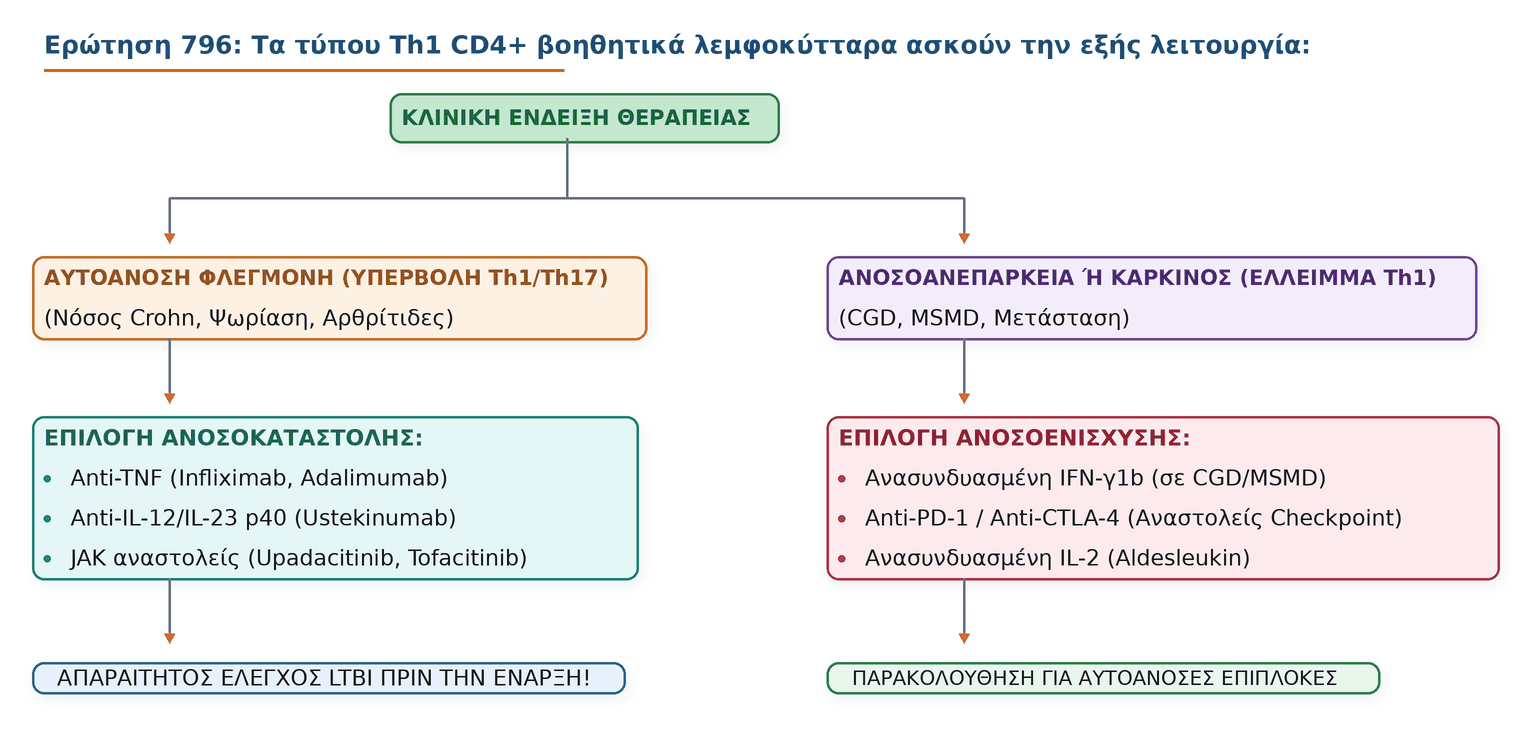 Ερώτηση 796: Τα τύπου Th1 CD4+ βοηθητικά λεμφοκύτταρα ασκούν την εξής λειτουργία:
ΚΛΙΝΙΚΗ ΕΝΔΕΙΞΗ ΘΕΡΑΠΕΙΑΣ
ΑΥΤΟΑΝΟΣΗ ΦΛΕΓΜΟΝΗ (ΥΠΕΡΒΟΛΗ Th1/Th17)
(Νόσος Crohn, Ψωρίαση, Αρθρίτιδες)
ΑΝΟΣΟΑΝΕΠΑΡΚΕΙΑ Ή ΚΑΡΚΙΝΟΣ (ΕΛΛΕΙΜΜΑ Th1)
(CGD, MSMD, Μετάσταση)
ΕΠΙΛΟΓΗ ΑΝΟΣΟΚΑΤΑΣΤΟΛΗΣ:
• Anti-TNF (Infliximab, Adalimumab)
• Anti-IL-12/IL-23 p40 (Ustekinumab)
• JAK αναστολείς (Upadacitinib, Tofacitinib)
ΕΠΙΛΟΓΗ ΑΝΟΣΟΕΝΙΣΧΥΣΗΣ:
• Ανασυνδυασμένη IFN-γ1b (σε CGD/MSMD)
• Anti-PD-1 / Anti-CTLA-4 (Αναστολείς Checkpoint)
• Ανασυνδυασμένη IL-2 (Aldesleukin)
ΑΠΑΡΑΙΤΗΤΟΣ ΕΛΕΓΧΟΣ LTBI ΠΡΙΝ ΤΗΝ ΕΝΑΡΞΗ!
ΠΑΡΑΚΟΛΟΥΘΗΣΗ ΓΙΑ ΑΥΤΟΑΝΟΣΕΣ ΕΠΙΠΛΟΚΕΣ